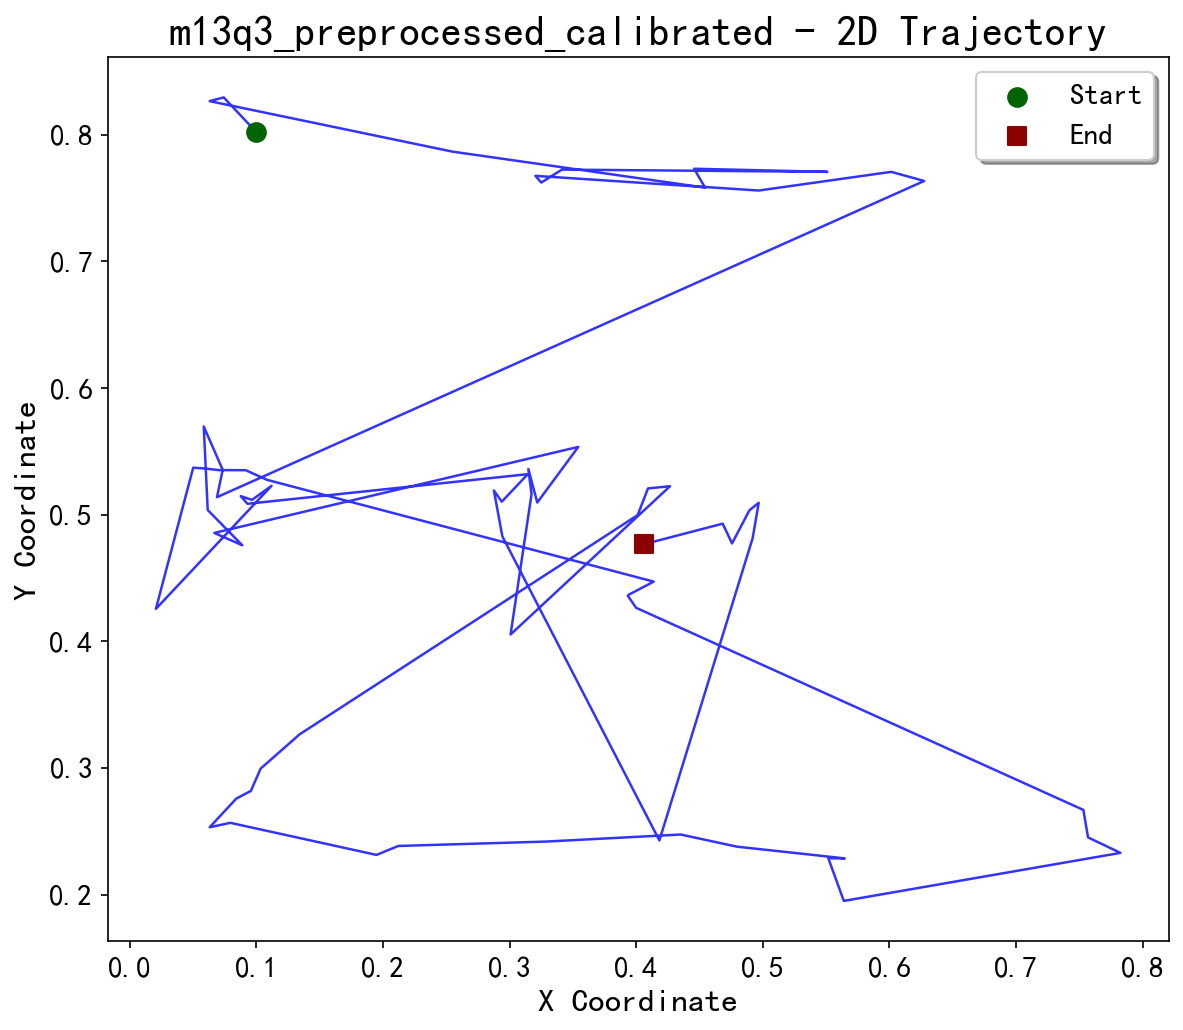 m13q3_preprocessed_calibrated - 2D Trajectory
Start
End
Y Coordinate
0.8
0.7
0.6
0.5
0.4
0.3
0.2
0.0 0.1 0.2 0.3 0.4 0.5 0.6 0.7 0.8
X Coordinate